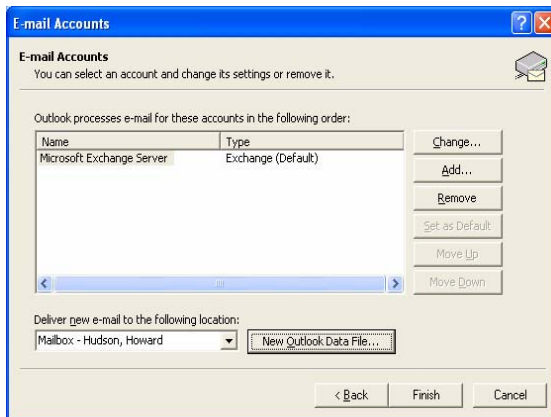 E-mail Accounts
E-mail Accounts
You can select an account and change its settings or remove it.
Outlook processes e-mail for these accounts in the following order:
Name Type
Microsoft Exchange Server Exchange (Default)
Change...
Add...
Remove
Set as Default
Move Up
Move Down
Deliver new e-mail to the following location:
Mailbox - Hudson, Howard New Outlook Data File...
< Back Finish Cancel